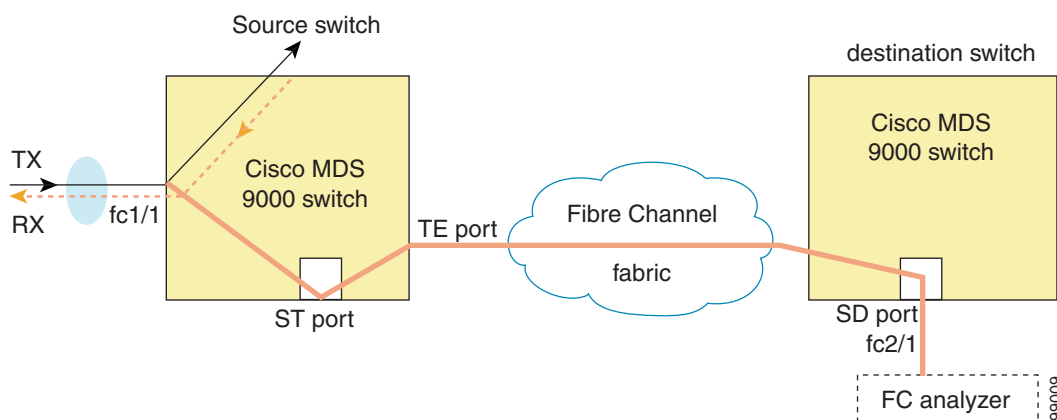 Source switch
destination switch
Cisco MDS
9000 switch
TX
RX
fc1/1
Cisco MDS
9000 switch
TE port
Fibre Channel
fabric
ST port
SD port
fc2/1
FC analyzer
99009